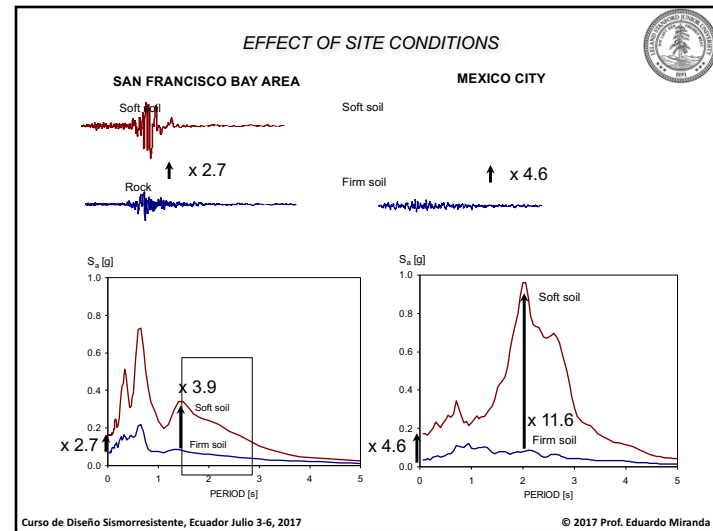 EFFECT OF SITE CONDITIONS
SAN FRANCISCO BAY AREA
MEXICO CITY
Soft soil
Soft soil
x 2.7
x 4.6
Rock
Firm soil
Sa [g]
1.0
0.8
0.6
0.4
0.2
0.0
x 3.9
Soft soil
Firm soil
x 2.7
0 1 2 3 4 5
PERIOD [s]
Sa [g]
1.0
0.8
0.6
0.4
0.2
0.0
Soft soil
x 11.6
Firm soil
x 4.6
0 1 2 3 4 5
PERIOD [s]
Curso de Diseño Sismorresistente, Ecuador Julio 3-6, 2017
© 2017 Prof. Eduardo Miranda